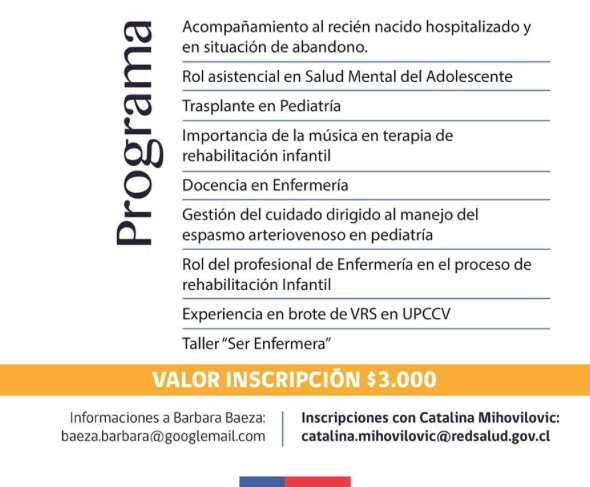 Programa
Acompañamiento al recién nacido hospitalizado y
en situación de abandono.
Rol asistencial en Salud Mental del Adolescente
Trasplante en Pediatría
Importancia de la música en terapia de
rehabilitación infantil
Docencia en Enfermería
Gestión del cuidado dirigido al manejo del
espasmo arteriovenoso en pediatría
Rol del profesional de Enfermería en el proceso de
rehabilitación Infantil
Experiencia en brote de VRS en UPCCV
Taller “Ser Enfermera”
VALOR INSCRIPCIÓN $3.000
Informaciones a Barbara Baeza:
baeza.barbara@googlemail.com
Inscripciones con Catalina Mihovilovic:
catalina.mihovilovic@redsalud.gov.cl